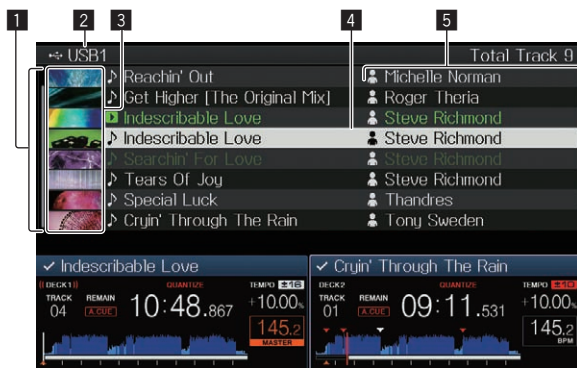 1 2 3 4 5
USB1 Total Track 9
Reachin' Out Michelle Norman
Get Higher [The Original Mix] Roger Theria
Indescribable Love Steve Richmond
Indescribable Love Steve Richmond
Searchin' For Love Steve Richmond
Tears Of Joy Steve Richmond
Special Luck Thandres
Cryin' Through The Rain Tony Sweden
✓ Indescribable Love ✓ Cryin' Through The Rain
DECK1 QUANTIZE TEMPO ±16 DECK2 QUANTIZE TEMPO ±10
TRACK 04 REMAIN A.CUE 10:48.867 +10.00% TRACK 01 REMAIN A.CUE 09:11.531 +10.00%
145.2 MASTER 145.2 BPM